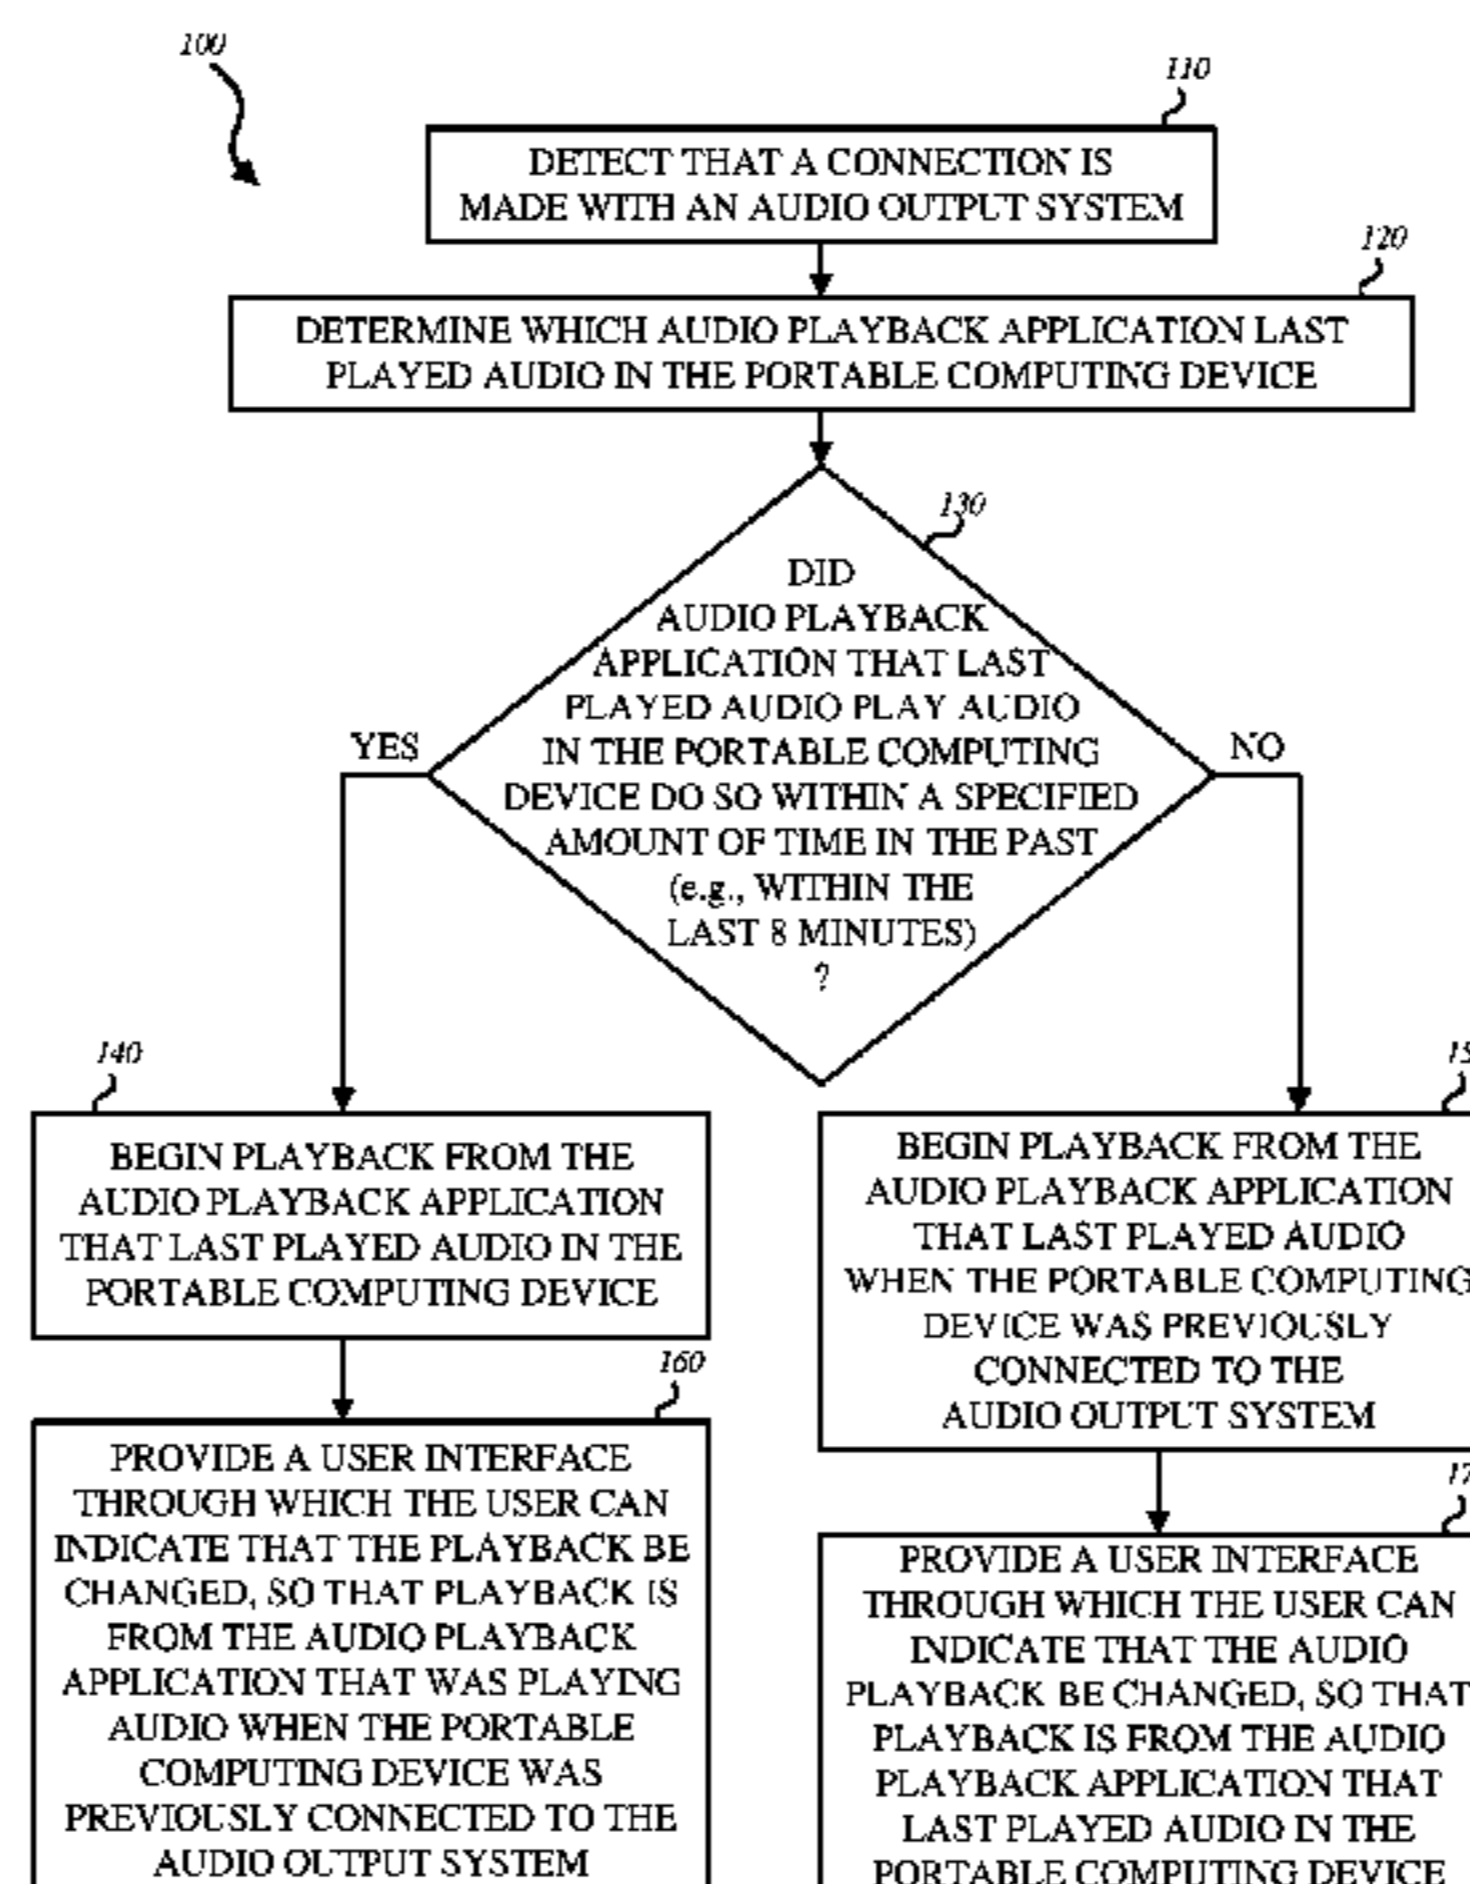 100
110
DETECT THAT A CONNECTION IS
MADE WITH AN AUDIO OUTPUT SYSTEM
120
DETERMINE WHICH AUDIO PLAYBACK APPLICATION LAST
PLAYED AUDIO IN THE PORTABLE COMPUTING DEVICE
130
DID
AUDIO PLAYBACK
APPLICATION THAT LAST
PLAYED AUDIO PLAY AUDIO
IN THE PORTABLE COMPUTING
DEVICE DO SO WITHIN A SPECIFIED
AMOUNT OF TIME IN THE PAST
(e.g., WITHIN THE
LAST 8 MINUTES)
?
YES
NO
140
BEGIN PLAYBACK FROM THE
AUDIO PLAYBACK APPLICATION
THAT LAST PLAYED AUDIO IN THE
PORTABLE COMPUTING DEVICE
160
PROVIDE A USER INTERFACE
THROUGH WHICH THE USER CAN
INDICATE THAT THE PLAYBACK BE
CHANGED, SO THAT PLAYBACK IS
FROM THE AUDIO PLAYBACK
APPLICATION THAT WAS PLAYING
AUDIO WHEN THE PORTABLE
COMPUTING DEVICE WAS
PREVIOUSLY CONNECTED TO THE
AUDIO OUTPUT SYSTEM
BEGIN PLAYBACK FROM THE
AUDIO PLAYBACK APPLICATION
THAT LAST PLAYED AUDIO
WHEN THE PORTABLE COMPUTING
DEVICE WAS PREVIOUSLY
CONNECTED TO THE
AUDIO OUTPUT SYSTEM
PROVIDE A USER INTERFACE
THROUGH WHICH THE USER CAN
INDICATE THAT THE AUDIO
PLAYBACK BE CHANGED, SO THAT
PLAYBACK IS FROM THE AUDIO
PLAYBACK APPLICATION THAT
LAST PLAYED AUDIO IN THE
PORTABLE COMPUTING DEVICE